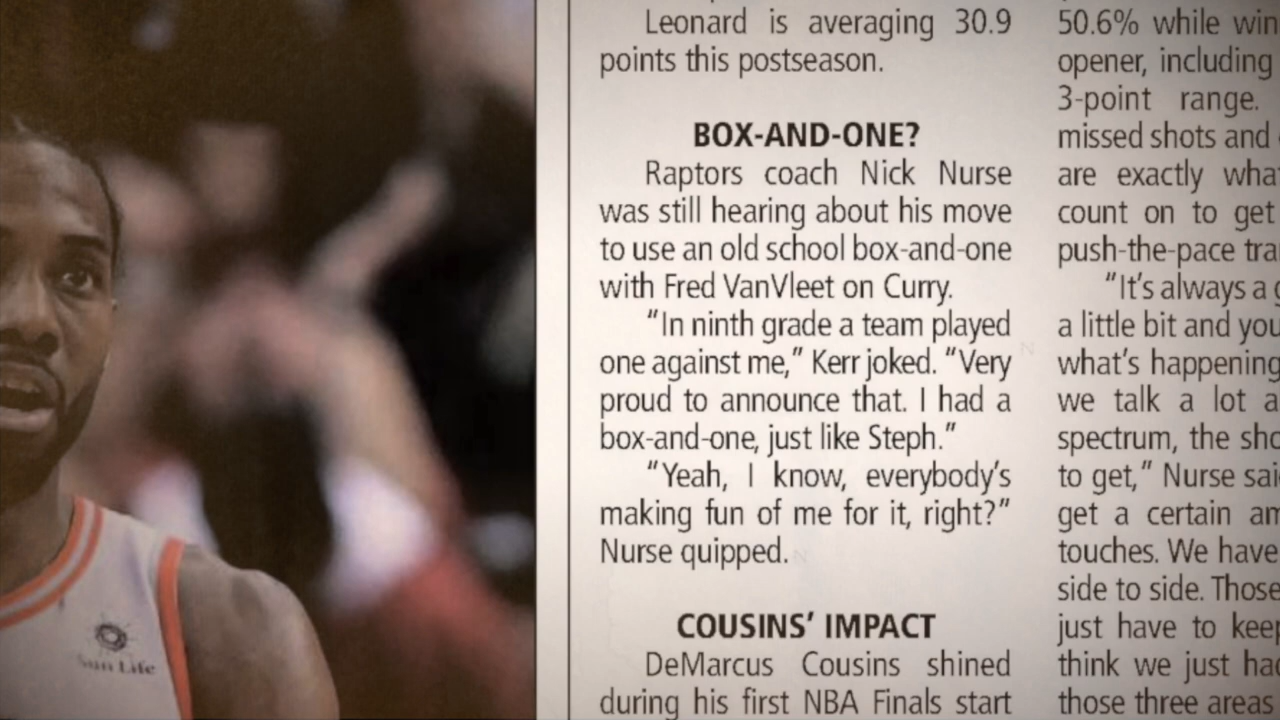 Leonard is averaging 30.9
points this postseason.
BOX-AND-ONE?
Raptors coach Nick Nurse
was still hearing about his move
to use an old school box-and-one
with Fred VanVleet on Curry.
“In ninth grade a team played
one against me,” Kerr joked. “Very
proud to announce that. I had a
box-and-one, just like Steph.”
“Yeah, I know, everybody’s
making fun of me for it, right?”
Nurse quipped.
COUSINS’ IMPACT
DeMarcus Cousins shined
during his first NBA Finals start
50.6% while win
opener, including
3-point range.
missed shots and
are exactly wha
count on to get
push-the-pace tra
“It’s always a
a little bit and you
what’s happening
we talk a lot a
spectrum, the sho
to get,” Nurse sai
get a certain am
touches. We have
side to side. Those
just have to keep
think we just had
those three areas
Sun Life